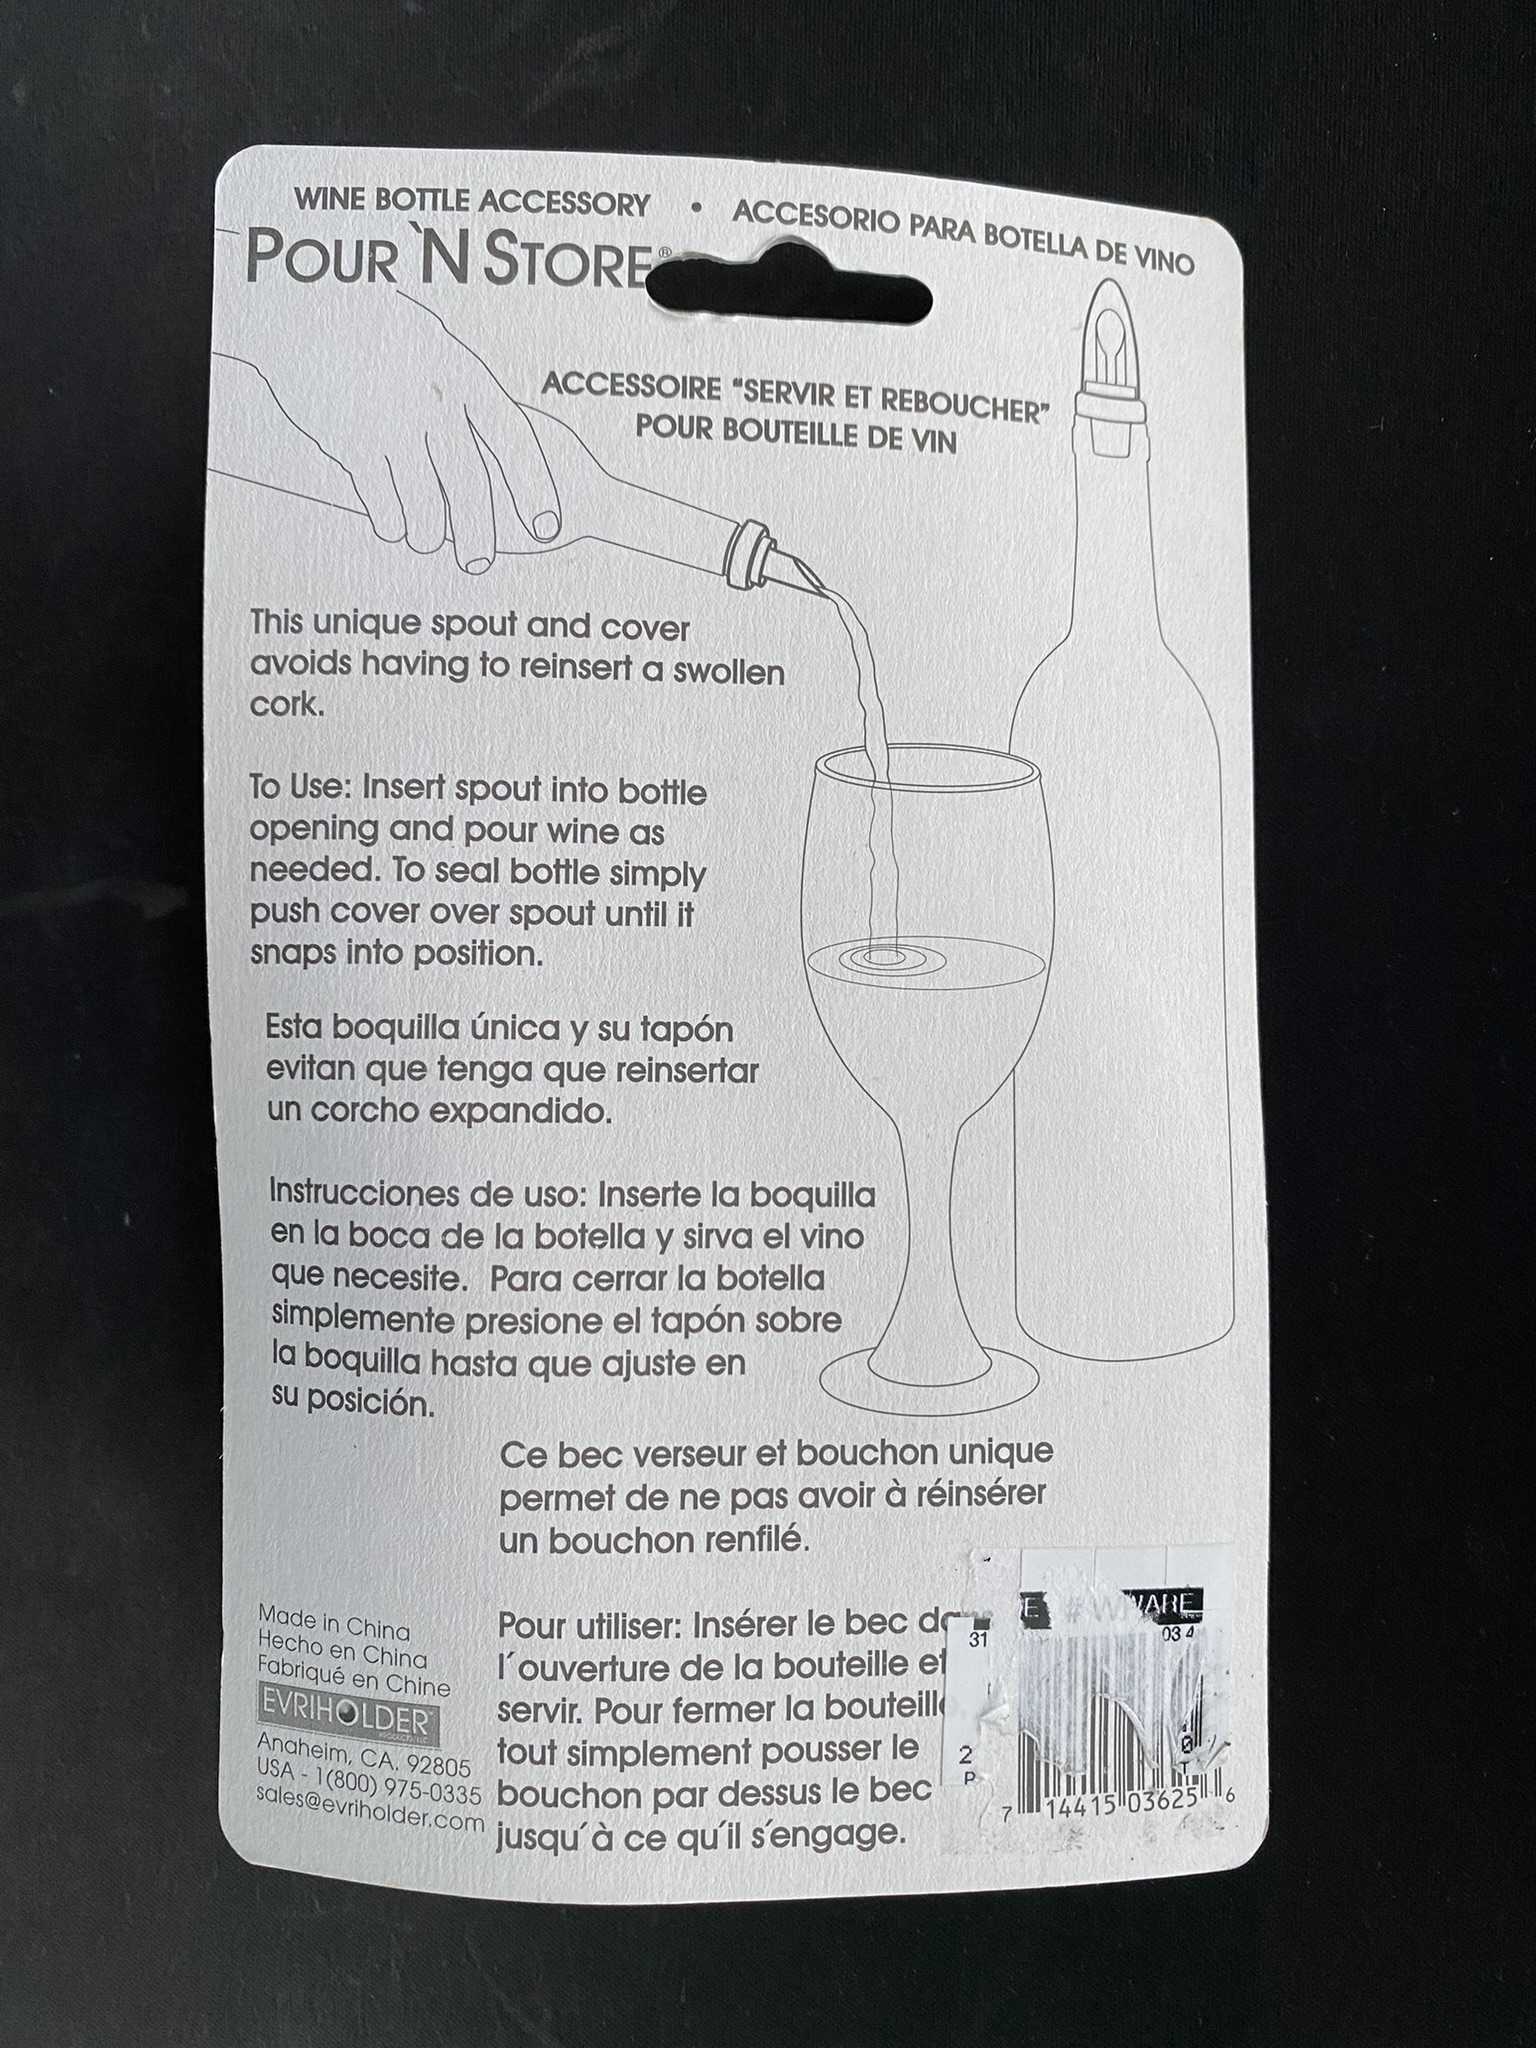 WINE BOTTLE ACCESSORY • ACCESORIO PARA BOTELLA DE VINO
POUR 'N STORE®
ACCESSOIRE "SERVIR ET REBOUCHER"
POUR BOUTEILLE DE VIN
This unique spout and cover
avoids having to reinsert a swollen
cork.
To Use: Insert spout into bottle
opening and pour wine as
needed. To seal bottle simply
push cover over spout until it
snaps into position.
Esta boquilla única y su tapón
evitan que tenga que reinsertar
un corcho expandido.
Instrucciones de uso: Inserte la boquilla
en la boca de la botella y sirva el vino
que necesite. Para cerrar la botella
simplemente presione el tapón sobre
la boquilla hasta que ajuste en
su posición.
Ce bec verseur et bouchon unique
permet de ne pas avoir à réinsérer
un bouchon renfilé.
Pour utiliser: Insérer le bec
l´ouverture de la bouteille et
servir. Pour fermer la
tout simplement pousser le
bouchon par dessus le bec
jusqu´à ce qu´il s´engage.
Made in China
Hecho en China
Fabriqué en Chine
EVRIHOLDER
Anaheim, CA. 92805
USA - 1(800) 975-0335
sales@evriholder.com
31
03 4
2
P
7 14415 03625 6